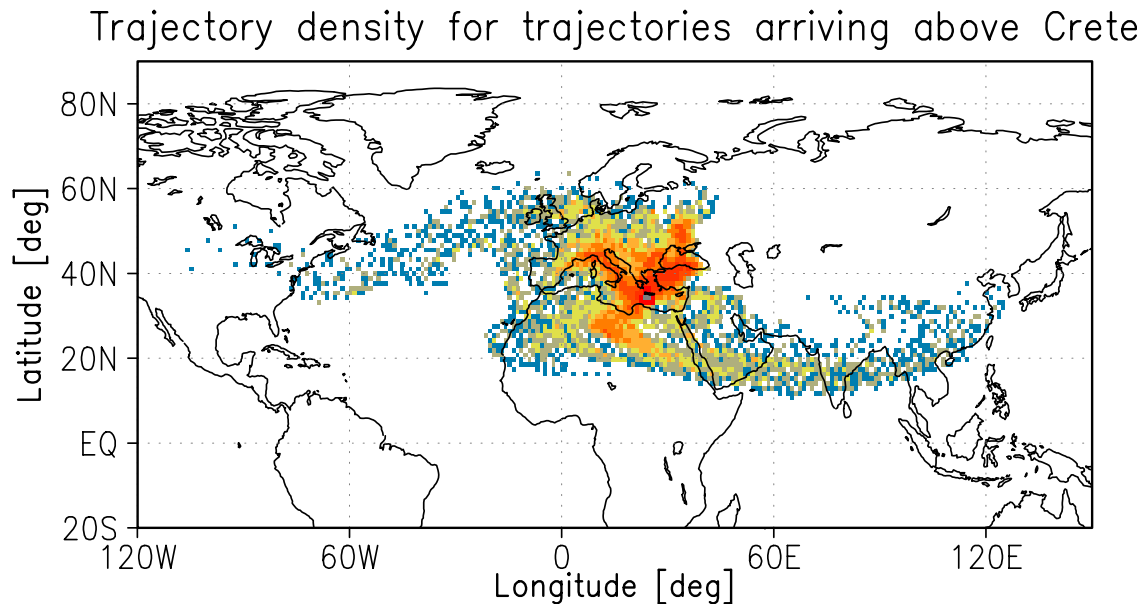 Trajectory density for trajectories arriving above Crete
80N
60N
40N
20N
EQ
20S
Latitude [deg]
120W
60W
0
60E
120E
Longitude [deg]